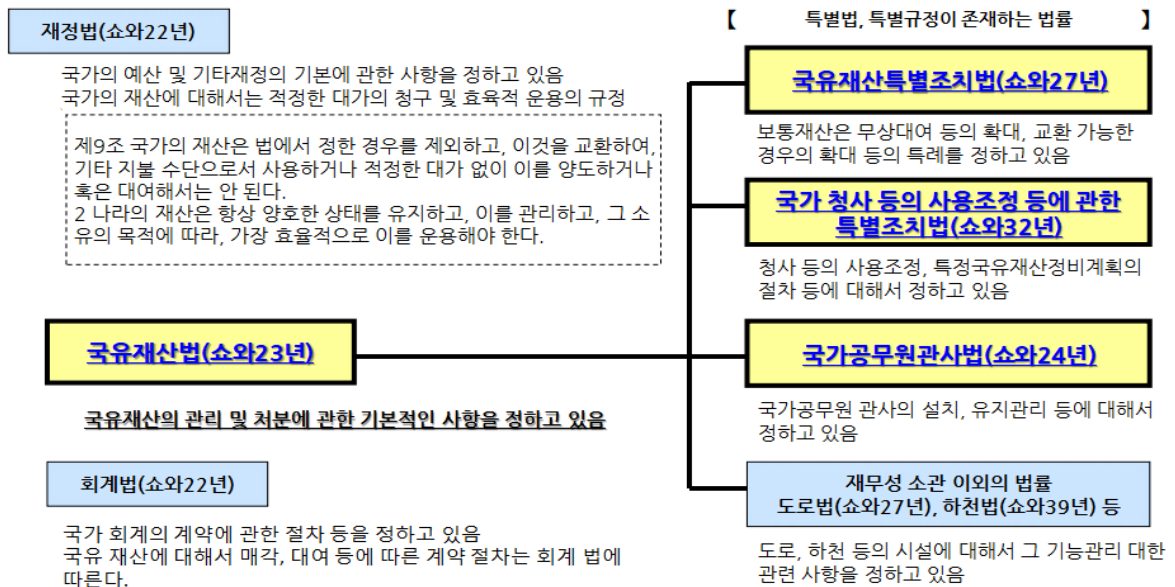 재정법(쇼와22년)
국가의 예산 및 기타재정의 기본에 관한 사항을 정하고 있음
국가의 재산에 대해서는 적정한 대가의 청구 및 효육적 운용의 규정
제9조 국가의 재산은 법에서 정한 경우를 제외하고, 이것을 교환하여,
기타 지불 수단으로서 사용하거나 적정한 대가 없이 이를 양도하거나
혹은 대여해서는 안 된다.
2 나라의 재산은 항상 양호한 상태를 유지하고, 이를 관리하고, 그 소
유의 목적에 따라, 가장 효율적으로 이를 운용해야 한다.
국유재산법(쇼와23년)
국유재산의 관리 및 처분에 관한 기본적인 사항을 정하고 있음
회계법(쇼와22년)
국가 회계의 계약에 관한 절차 등을 정하고 있음
국유 재산에 대해서 매각, 대여 등에 따른 계약 절차는 회계 법에
따른다.
【 특별법, 특별규정이 존재하는 법률 】
국유재산특별조치법(쇼와27년)
보통재산은 무상대여 등의 확대, 교환 가능한
경우의 확대 등의 특례를 정하고 있음
국가 청사 등의 사용조정 등에 관한
특별조치법(쇼와32년)
청사 등의 사용조정, 특정국유재산정비계획의
절차 등에 대해서 정하고 있음
국가공무원관사법(쇼와24년)
국가공무원 관사의 설치, 유지관리 등에 대해서
정하고 있음
재무성 소관 이외의 법률
도로법(쇼와27년), 하천법(쇼와39년) 등
도로, 하천 등의 시설에 대해서 그 기능관리 대한
관련 사항을 정하고 있음